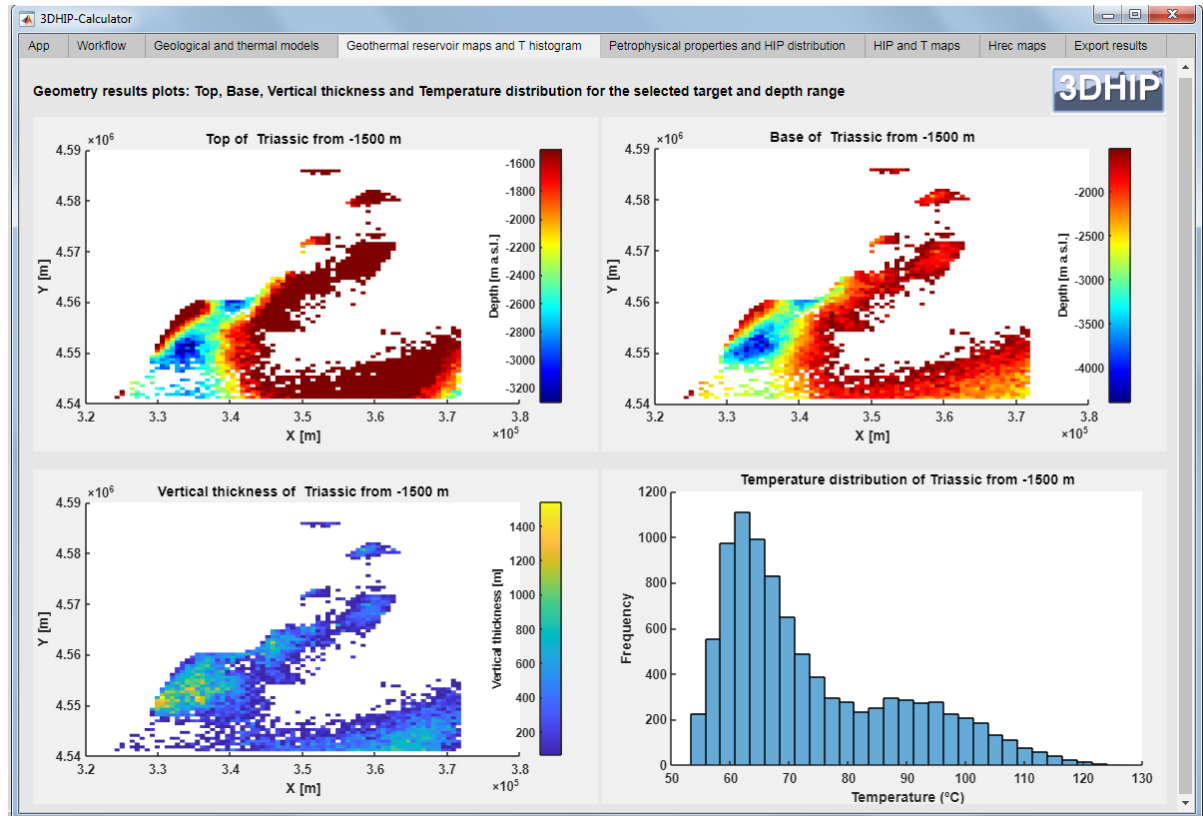 3DHIP-Calculator
App Workflow Geological and thermal models Geothermal reservoir maps and T histogram Petrophysical properties and HIP distribution HIP and T maps Hrec maps Export results
Geometry results plots: Top, Base, Vertical thickness and Temperature distribution for the selected target and depth range
3DHIP
Top of Triassic from -1500 m
×10⁶
4.59
4.58
4.57
4.56
4.55
4.54
Y [m]
3.2 3.3 3.4 3.5 3.6 3.7 3.8
X [m]
×10⁵
-1600
-1800
-2000
-2200
-2400
-2600
-2800
-3000
-3200
Depth [m a.s.l.]
Base of Triassic from -1500 m
×10⁶
4.59
4.58
4.57
4.56
4.55
4.54
Y [m]
3.2 3.3 3.4 3.5 3.6 3.7 3.8
X [m]
×10⁵
-2000
-2500
-3000
-3500
-4000
Depth [m a.s.l.]
Vertical thickness of Triassic from -1500 m
×10⁶
4.59
4.58
4.57
4.56
4.55
4.54
Y [m]
3.2 3.3 3.4 3.5 3.6 3.7 3.8
X [m]
×10⁵
1400
1200
1000
800
600
400
200
Vertical thickness [m]
Temperature distribution of Triassic from -1500 m
1200
1000
800
600
400
200
0
Frequency
50 60 70 80 90 100 110 120 130
Temperature (°C)